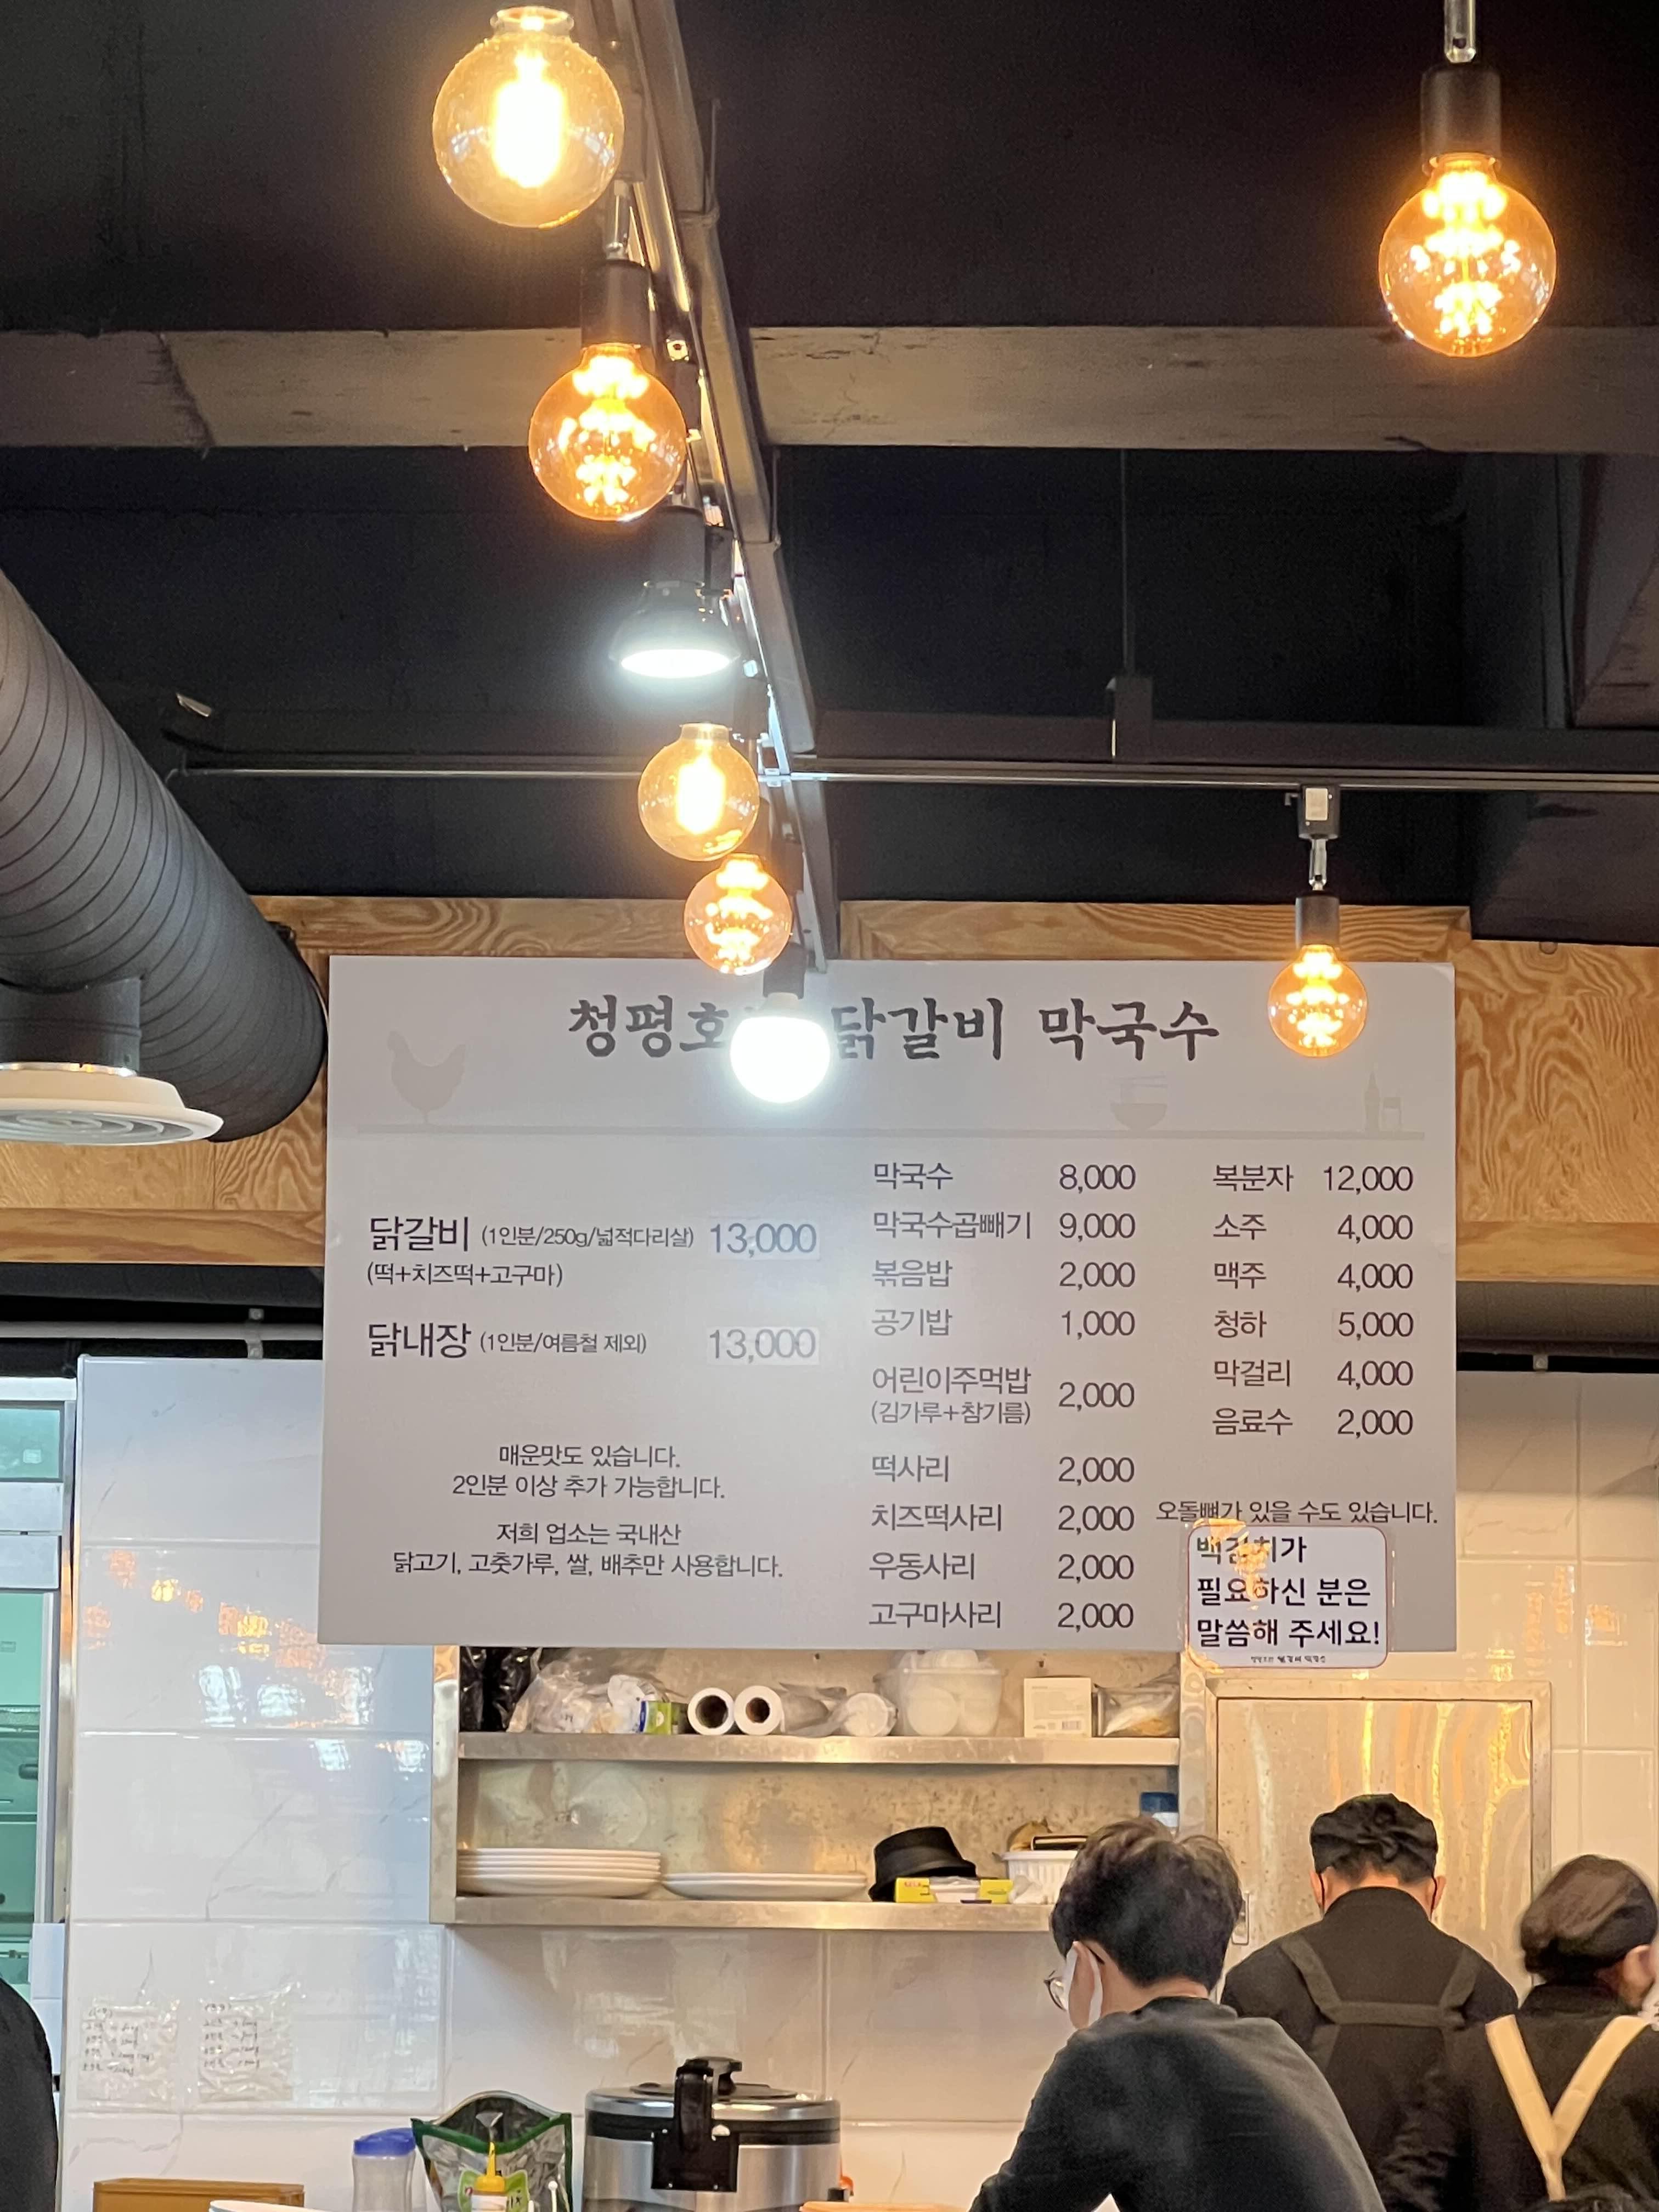 청평호 닭갈비 막국수
닭갈비 (1인분/250g/넓적다리살) 13,000
(떡+치즈떡+고구마)
닭내장 (1인분/여름철 제외) 13,000
매운맛도 있습니다.
2인분 이상 추가 가능합니다.
저희 업소는 국내산
닭고기, 고춧가루, 쌀, 배추만 사용합니다.
막국수 8,000
막국수곱빼기 9,000
볶음밥 2,000
공기밥 1,000
어린이주먹밥 2,000
(김가루+참기름)
떡사리 2,000
치즈떡사리 2,000
우동사리 2,000
고구마사리 2,000
복분자 12,000
소주 4,000
맥주 4,000
청하 5,000
막걸리 4,000
음료수 2,000
오돌뼈가 있을 수도 있습니다.
백김치가
필요하신 분은
말씀해 주세요!